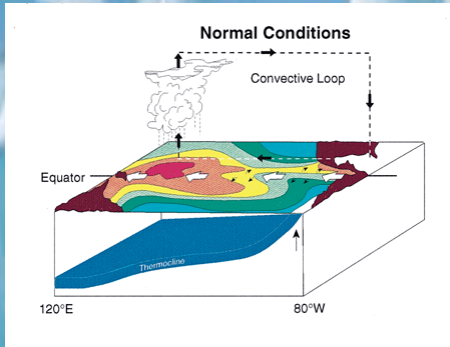 Normal Conditions
Convective Loop
Equator
Thermocline
120°E
80°W